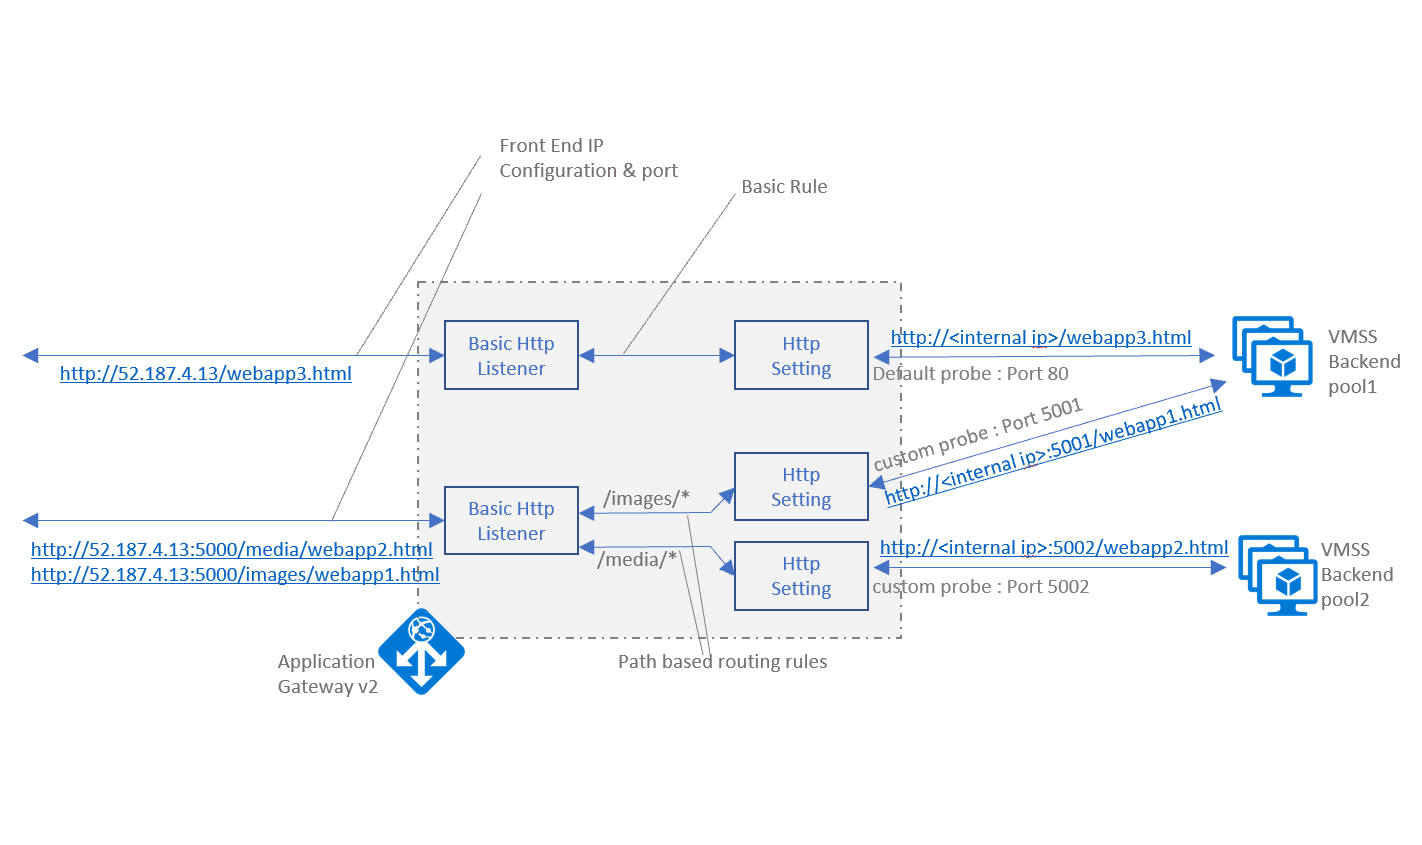 Front End IP
Configuration & port
Basic Rule
Basic Http
Listener
Http
Setting
http://<internal ip>/webapp3.html
Default probe : Port 80
VMSS
Backend
pool1
http://52.187.4.13/webapp3.html
custom probe : Port 5001
http://<internal ip>:5001/webapp1.html
Http
Setting
Basic Http
Listener
/images/*
/media/*
http://52.187.4.13:5000/media/webapp2.html
http://52.187.4.13:5000/images/webapp1.html
Http
Setting
http://<internal ip>:5002/webapp2.html
custom probe : Port 5002
VMSS
Backend
pool2
Application
Gateway v2
Path based routing rules